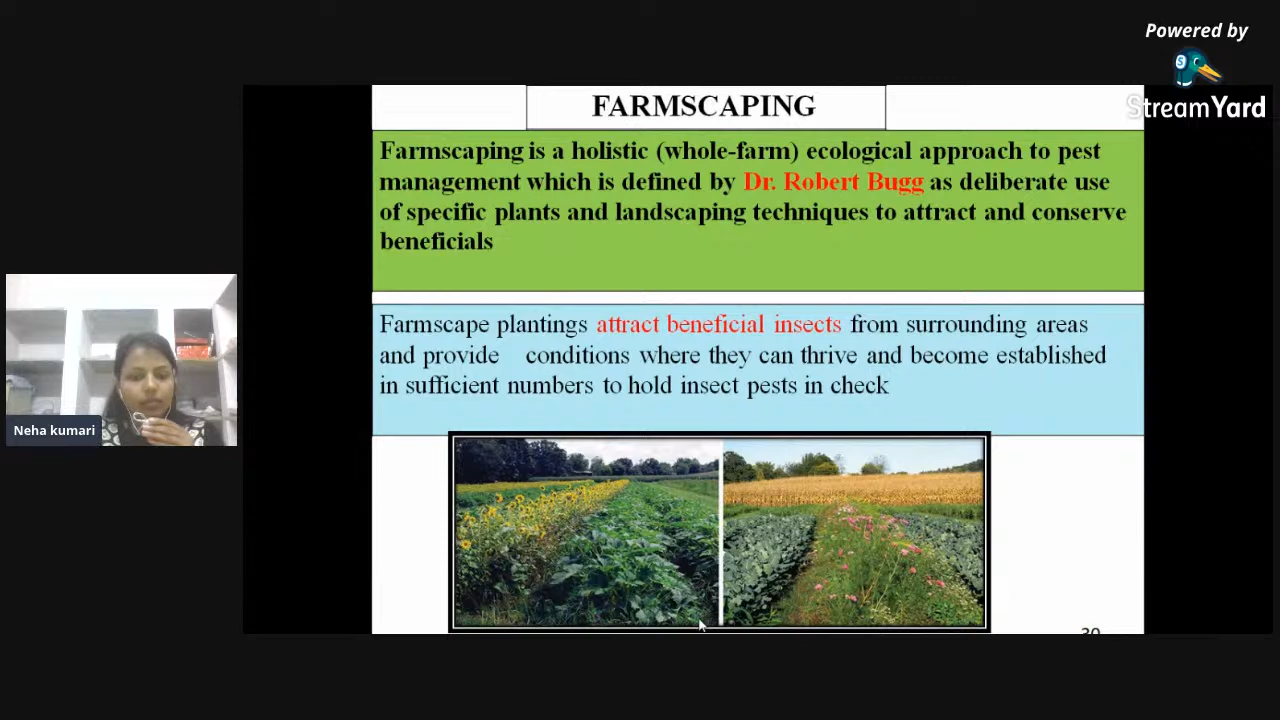 Powered by
StreamYard
FARMSCAPING
Farmscaping is a holistic (whole-farm) ecological approach to pest
management which is defined by Dr. Robert Bugg as deliberate use
of specific plants and landscaping techniques to attract and conserve
beneficials
Farmscape plantings attract beneficial insects from surrounding areas
and provide conditions where they can thrive and become established
in sufficient numbers to hold insect pests in check
Neha kumari
30